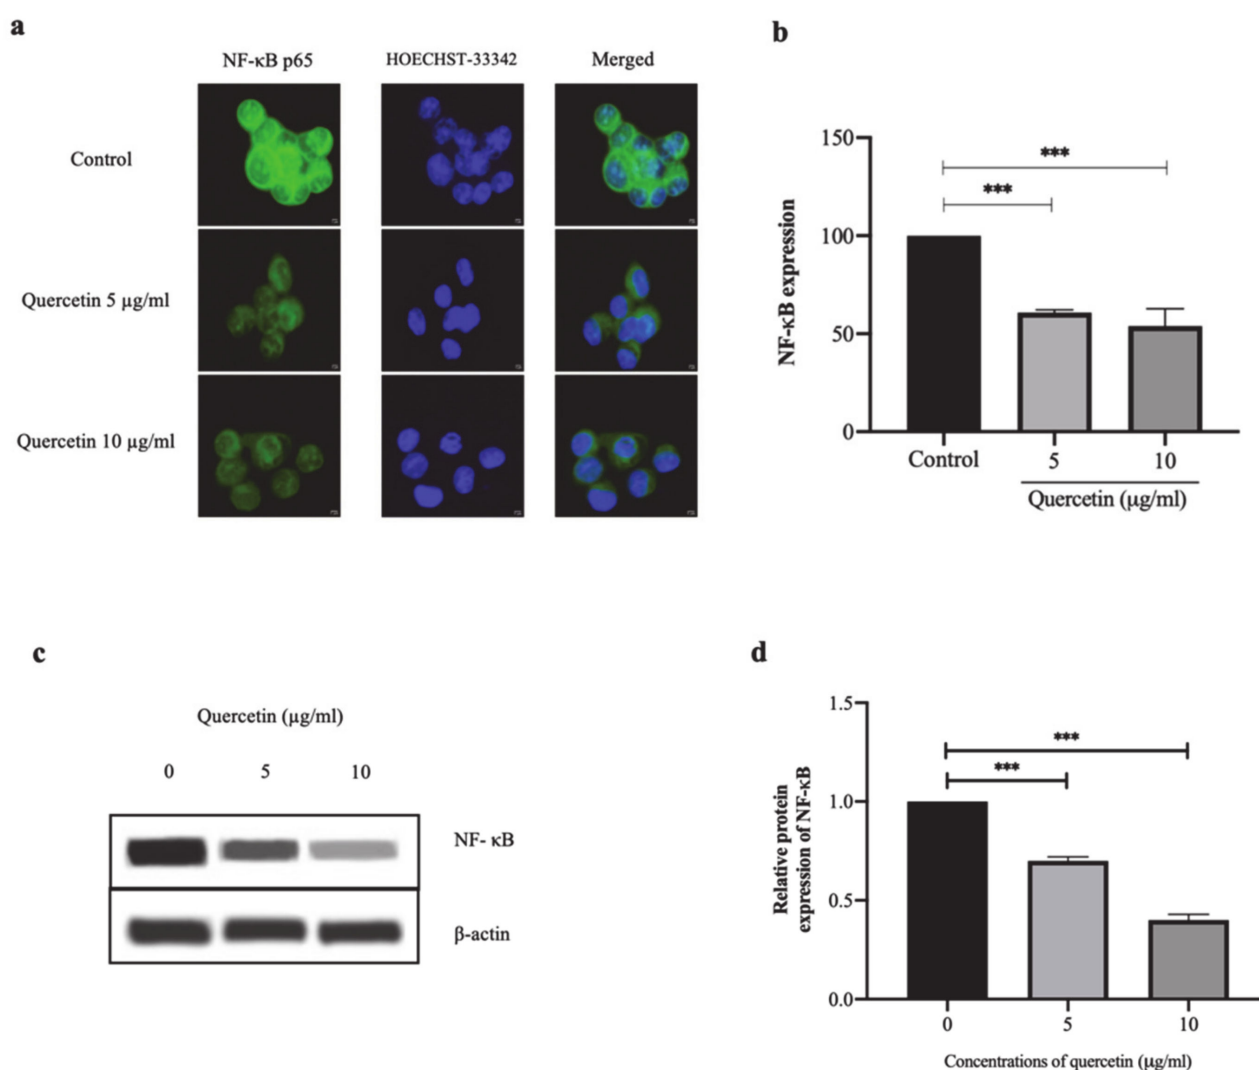 a
NF-κB p65
HOECHST-33342
Merged
Control
Quercetin 5 µg/ml
Quercetin 10 µg/ml
b
NF-κB expression
150
100
50
0
***
***
Control
5
10
Quercetin (µg/ml)
c
Quercetin (µg/ml)
0
5
10
NF- κB
β-actin
d
Relative protein
expression of NF-κB
1.5
1.0
0.5
0.0
***
***
0
5
10
Concentrations of quercetin (µg/ml)